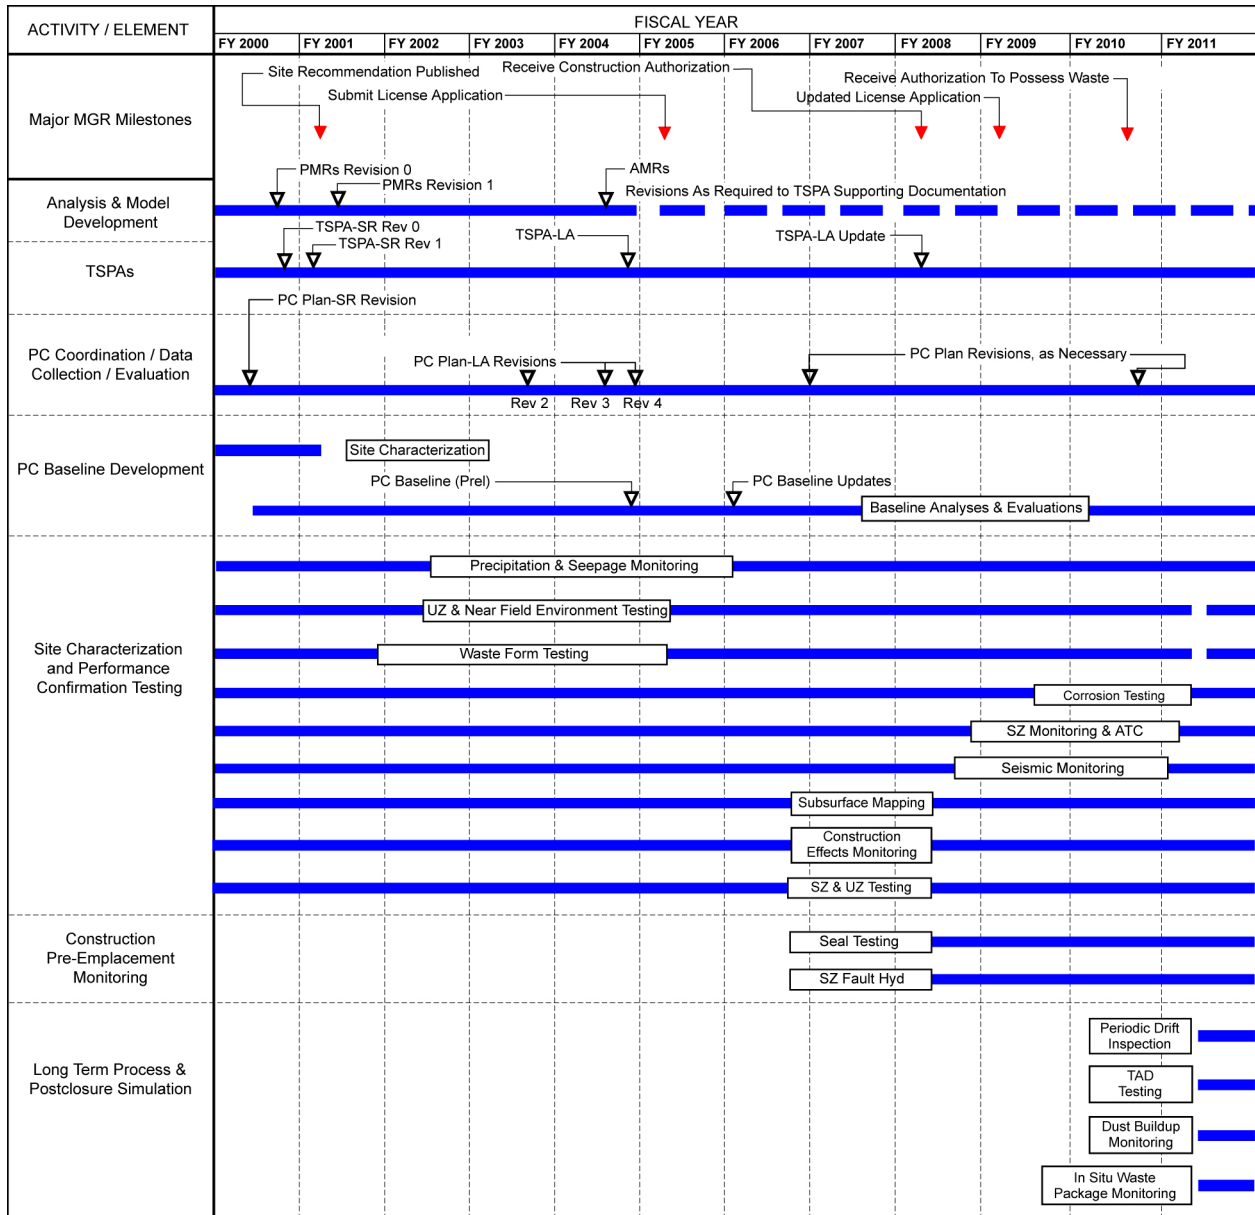 ACTIVITY / ELEMENT
FISCAL YEAR
FY 2000 FY 2001 FY 2002 FY 2003 FY 2004 FY 2005 FY 2006 FY 2007 FY 2008 FY 2009 FY 2010 FY 2011
Major MGR Milestones
Site Recommendation Published
Submit License Application
Receive Construction Authorization
Updated License Application
Receive Authorization To Possess Waste
Analysis & Model
Development
PMRs Revision 0
PMRs Revision 1
AMRs
Revisions As Required to TSPA Supporting Documentation
TSPAs
TSPA-SR Rev 0
TSPA-SR Rev 1
TSPA-LA
TSPA-LA Update
PC Coordination / Data
Collection / Evaluation
PC Plan-SR Revision
PC Plan-LA Revisions
Rev 2
Rev 3
Rev 4
PC Plan Revisions, as Necessary
PC Baseline Development
Site Characterization
PC Baseline (Prel)
PC Baseline Updates
Baseline Analyses & Evaluations
Site Characterization
and Performance
Confirmation Testing
Precipitation & Seepage Monitoring
UZ & Near Field Environment Testing
Waste Form Testing
Corrosion Testing
SZ Monitoring & ATC
Seismic Monitoring
Subsurface Mapping
Construction
Effects Monitoring
SZ & UZ Testing
Construction
Pre-Emplacement
Monitoring
Seal Testing
SZ Fault Hyd
Long Term Process &
Postclosure Simulation
Periodic Drift
Inspection
TAD
Testing
Dust Buildup
Monitoring
In Situ Waste
Package Monitoring